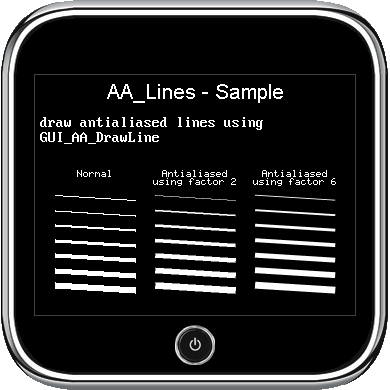 AA_Lines - Sample
draw antialiased lines using
GUI_AA_DrawLine
Normal
Antialiased
using factor 2
Antialiased
using factor 6